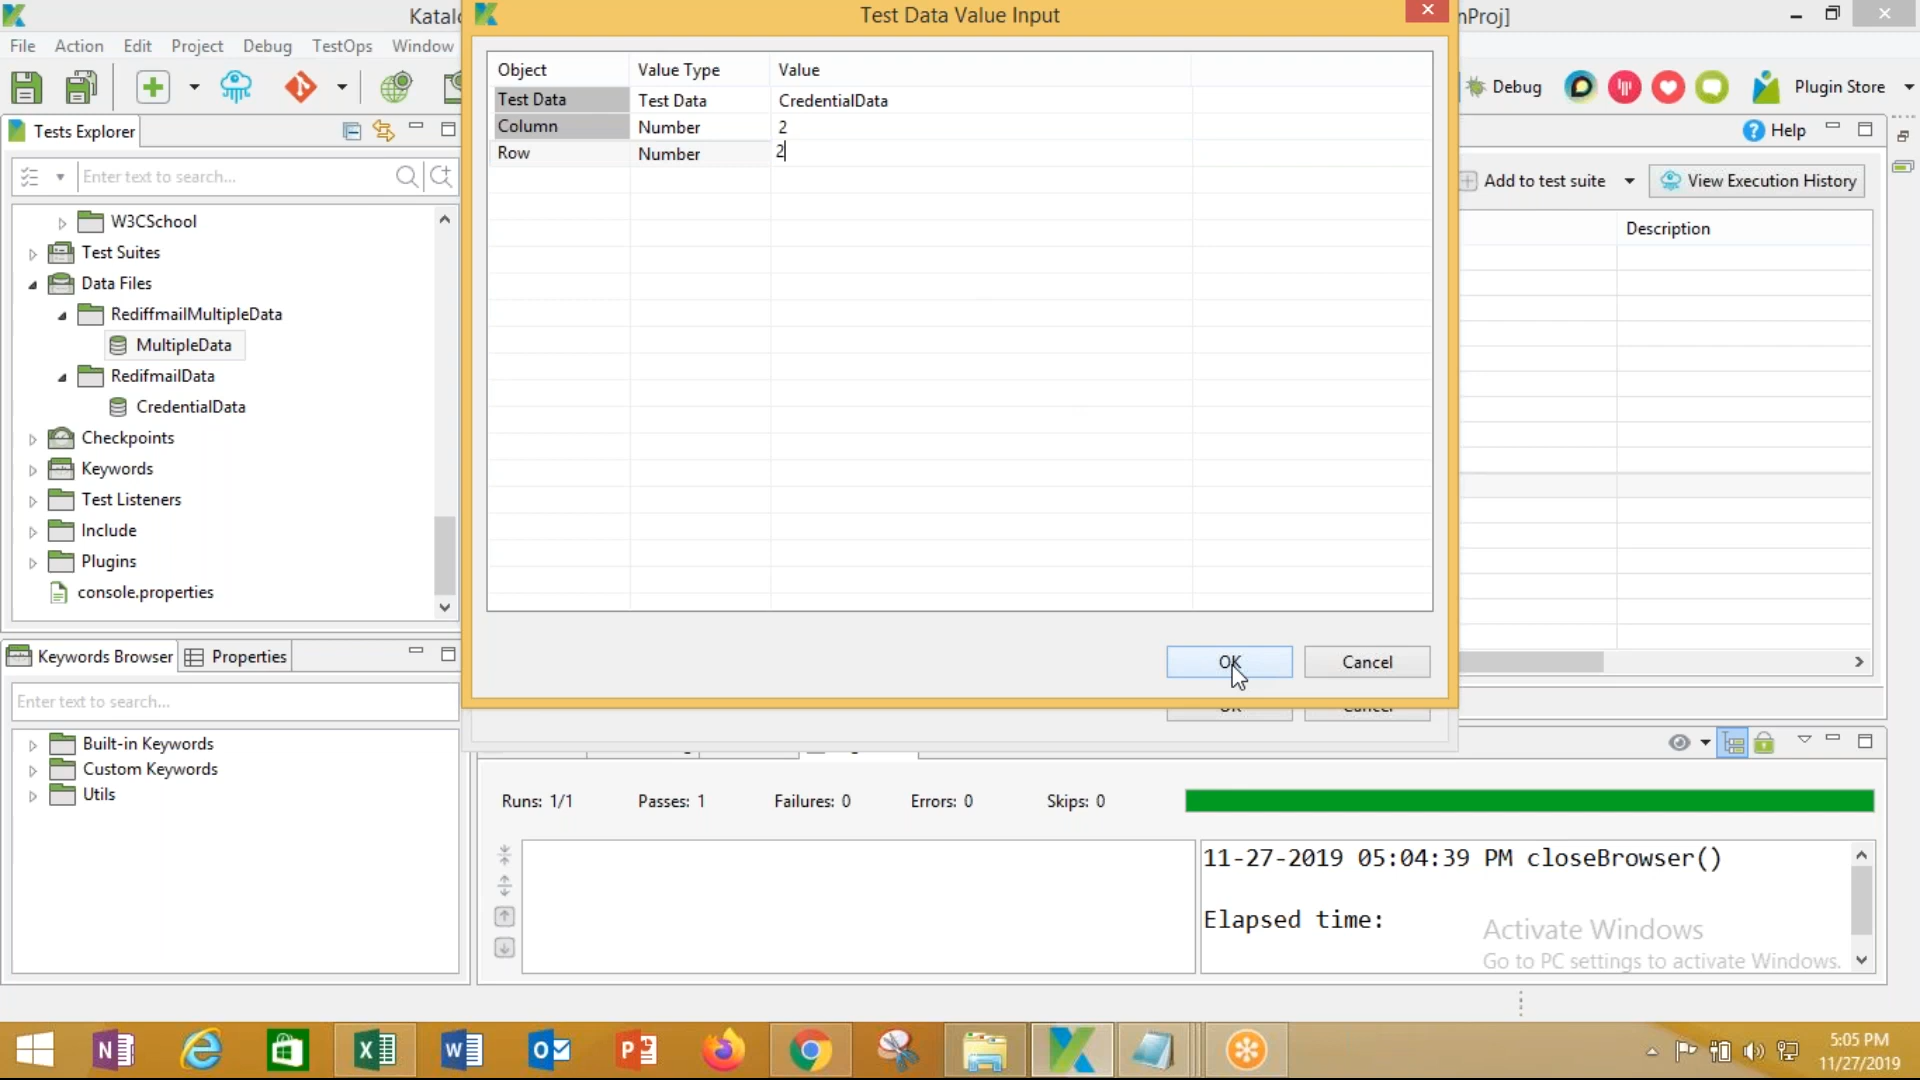 Katalo
Test Data Value Input
nProj]
File Action Edit Project Debug TestOps Window
Debug
Plugin Store
Tests Explorer
Help
Enter text to search...
Add to test suite
View Execution History
Object Value Type Value
Test Data Test Data CredentialData
Column Number 2
Row Number 2
Description
W3CSchool
Test Suites
Data Files
RediffmailMultipleData
MultipleData
RedifmailData
CredentialData
Checkpoints
Keywords
Test Listeners
Include
Plugins
console.properties
OK Cancel
OK Cancel
Keywords Browser Properties
Enter text to search...
Built-in Keywords
Custom Keywords
Utils
Runs: 1/1 Passes: 1 Failures: 0 Errors: 0 Skips: 0
11-27-2019 05:04:39 PM closeBrowser()
Elapsed time:
Activate Windows
Go to PC settings to activate Windows.
5:05 PM
11/27/2019